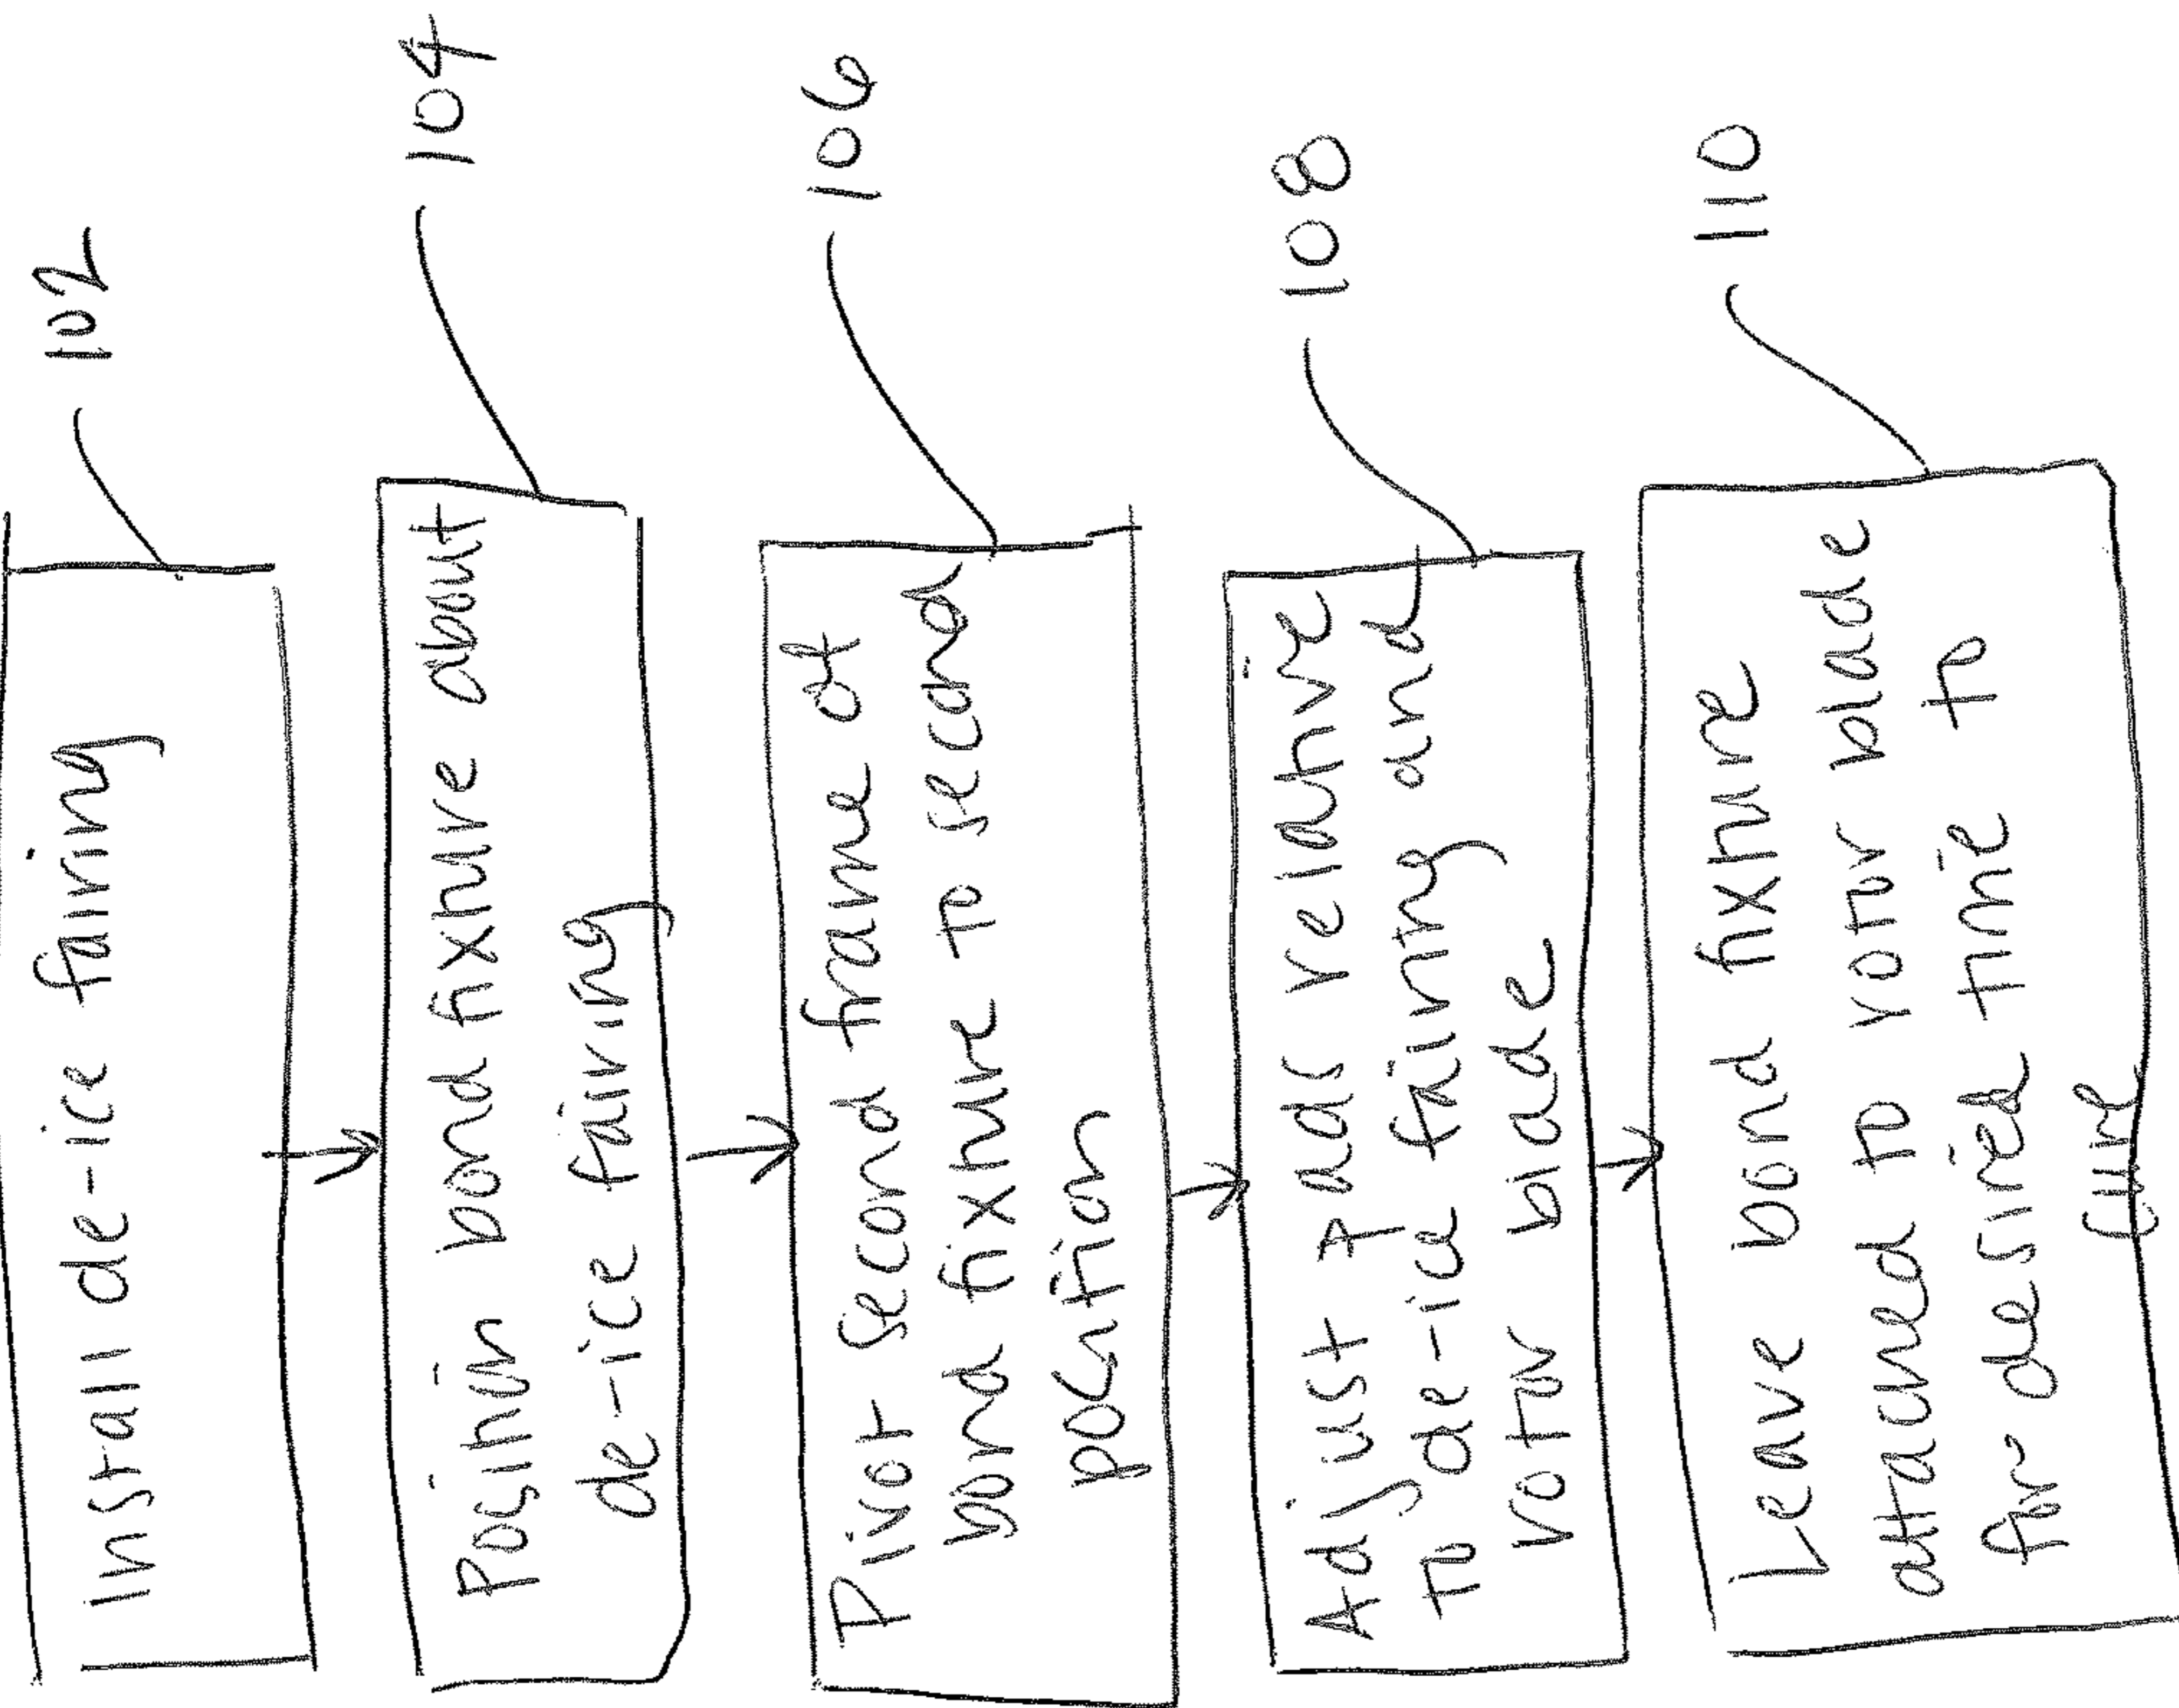 Install de-ice fairing
102
Position bond fixture about
de-ice fairing
104
Pivot second frame of
bond fixture to second
position
106
Adjust pads relative
to de-ice fairing and
rotor blade
108
Leave bond fixture
attached to rotor blade
for desired time to
cure
110